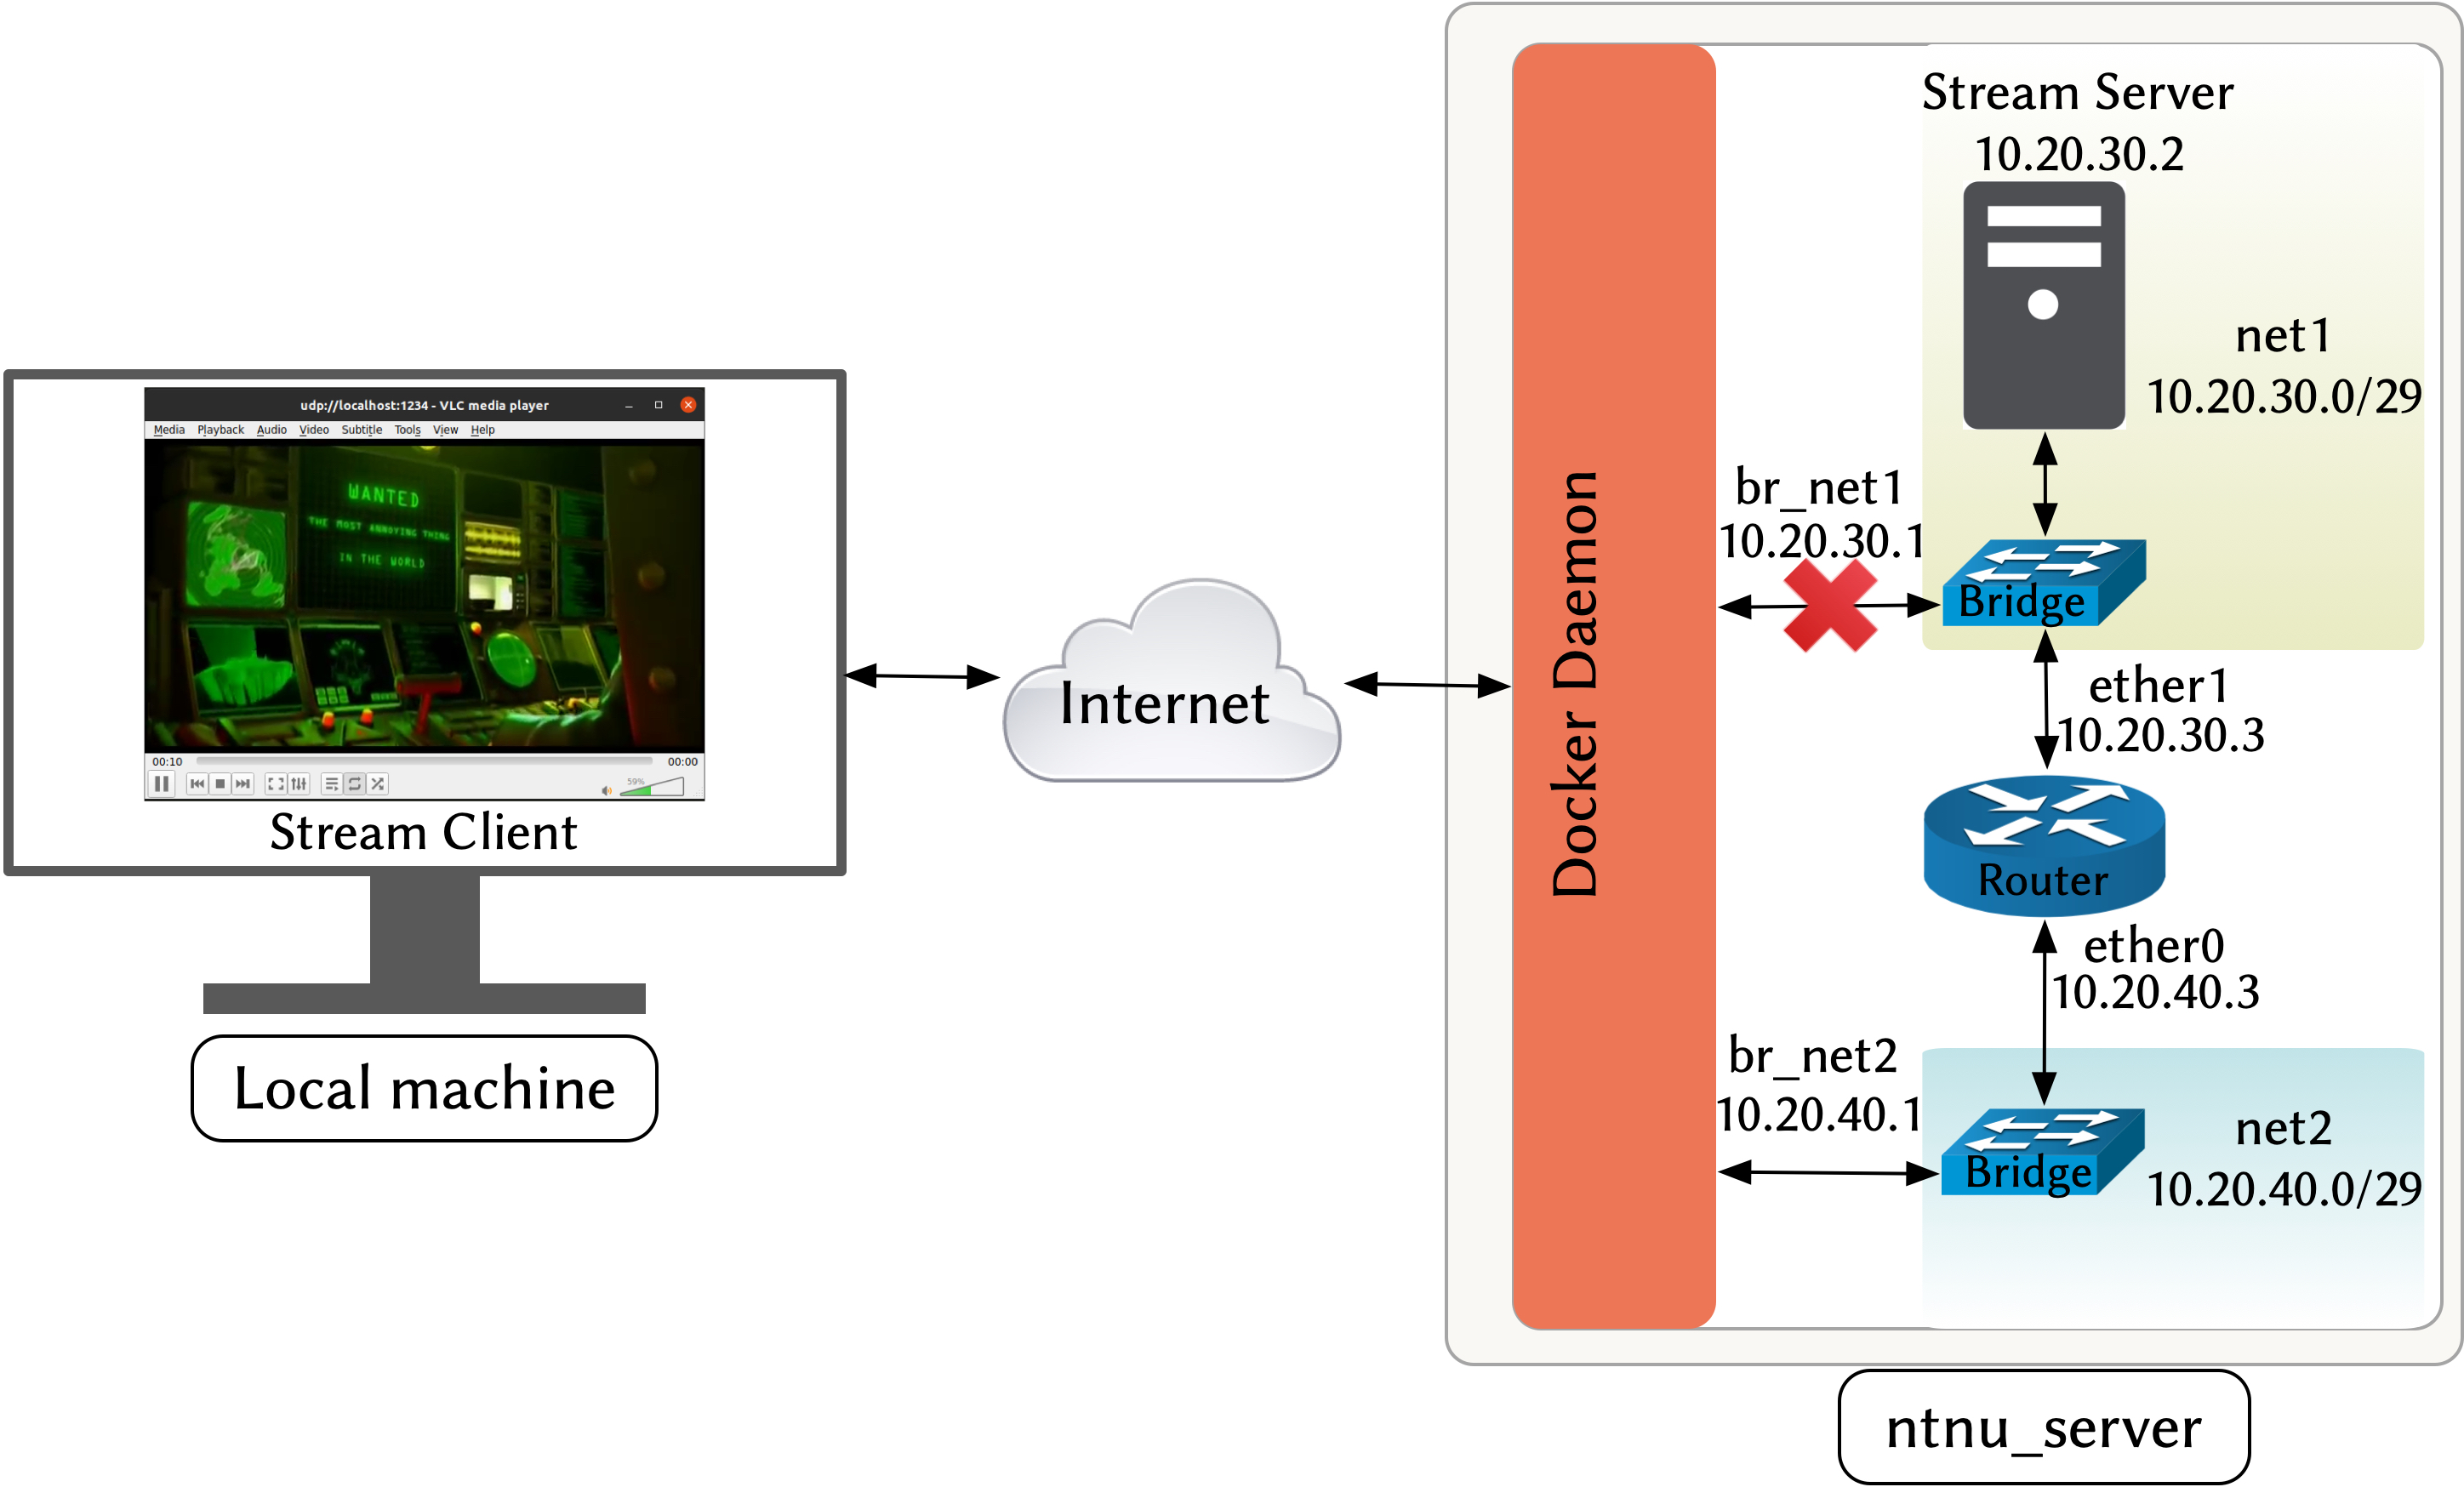 udp://localhost:1234 - VLC media player
Media Playback Audio Video Subtitle Tools View Help
WANTED
THE MOST ANNOYING THING
IN THE WORLD
00:10
00:00
59%
Stream Client
Local machine
Internet
Docker Daemon
Stream Server
10.20.30.2
net1
10.20.30.0/29
br_net1
10.20.30.1
Bridge
ether1
10.20.30.3
Router
ether0
10.20.40.3
br_net2
10.20.40.1
Bridge
net2
10.20.40.0/29
ntnu_server